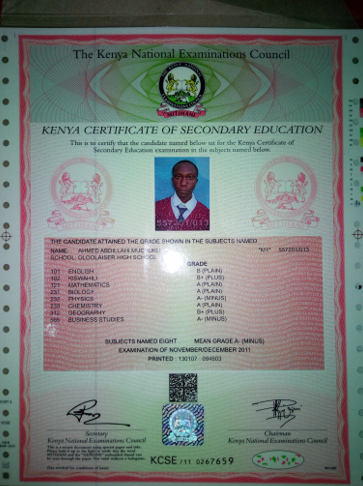 The Kenya National Examinations Council
KENYA CERTIFICATE OF SECONDARY EDUCATION
This is to certify that the candidate named below sat for the Kenya Certificate of
Secondary Education examination in the subjects named below.
THE CANDIDATE ATTAINED THE GRADE SHOWN IN THE SUBJECTS NAMED
NAME AHMED ABDILLAHI
SCHOOL: OLOOLAISER HIGH SCHOOL
GRADE
101 ENGLISH B (PLAIN)
102 KISWAHILI B+ (PLUS)
121 MATHEMATICS A (PLAIN)
231 BIOLOGY A (PLAIN)
232 PHYSICS A- (MINUS)
233 CHEMISTRY A (PLAIN)
312 GEOGRAPHY B+ (PLUS)
565 BUSINESS STUDIES A- (MINUS)
SUBJECTS NAMED EIGHT MEAN GRADE A- (MINUS)
EXAMINATION OF NOVEMBER/DECEMBER 2011
PRINTED : 130107 - 094603
Secretary Chairman
Kenya National Examinations Council Kenya National Examinations Council
KCSE /11 0267659